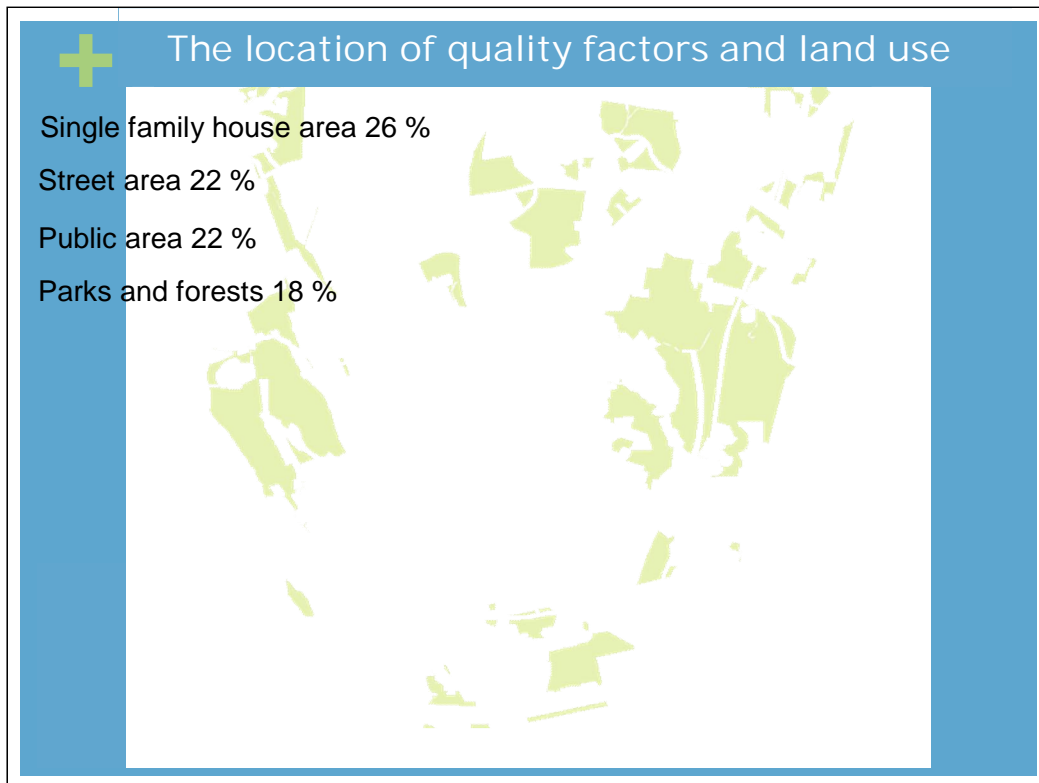 The location of quality factors and land use
Single family house area 26 %
Street area 22 %
Public area 22 %
Parks and forests 18 %